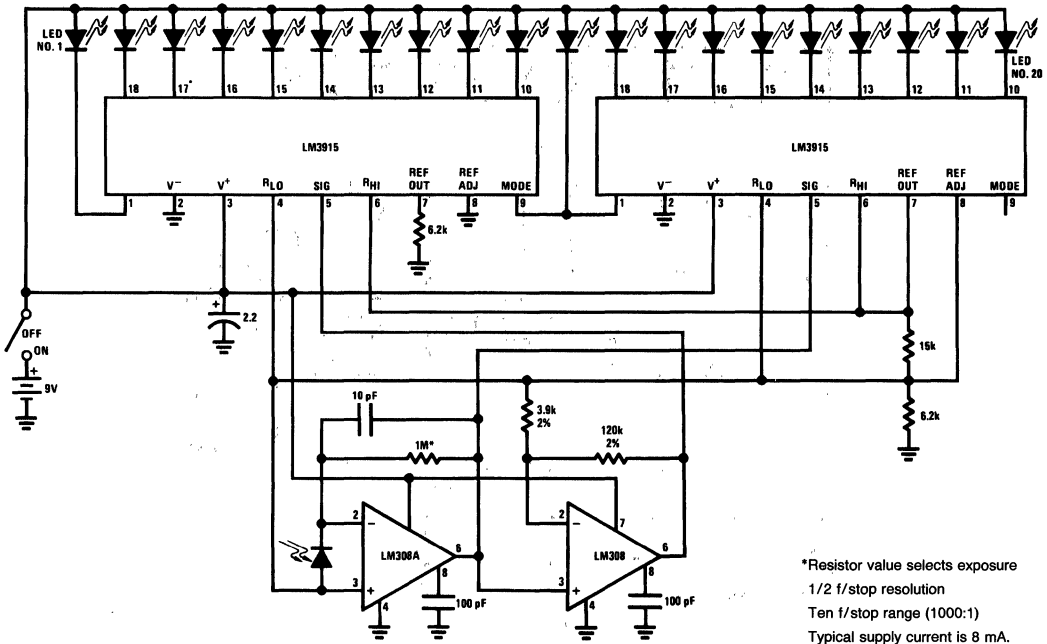 LED
NO. 1
LED
NO. 20
18 17 16 15 14 13 12 11 10
18 17 16 15 14 13 12 11 10
LM3915
LM3915
V− V+ RLO SIG RHI REF OUT REF ADJ MODE
V− V+ RLO SIG RHI REF OUT REF ADJ MODE
1 2 3 4 5 6 7 8 9
1 2 3 4 5 6 7 8 9
6.2k
+
2.2
OFF
ON
+
9V
15k
6.2k
10 pF
3.9k
2%
1M*
120k
2%
2
−
LM308A
6
3
+
8
4
100 pF
2
−
7
LM308
6
3
+
8
4
100 pF
*Resistor value selects exposure
1/2 f/stop resolution
Ten f/stop range (1000:1)
Typical supply current is 8 mA.